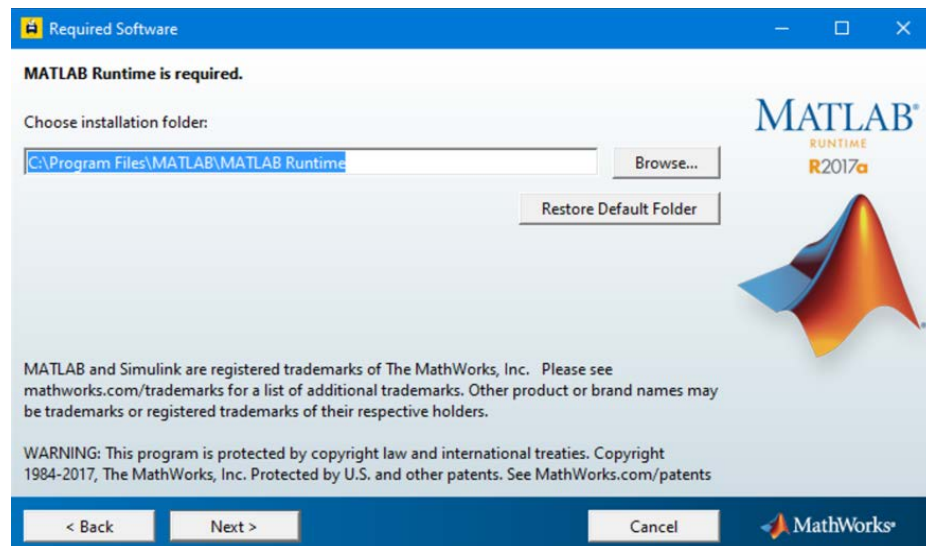 Required Software
MATLAB Runtime is required.
Choose installation folder:
C:\Program Files\MATLAB\MATLAB Runtime
Browse...
Restore Default Folder
MATLAB®
RUNTIME
R2017a
MATLAB and Simulink are registered trademarks of The MathWorks, Inc.   Please see
mathworks.com/trademarks for a list of additional trademarks. Other product or brand names may
be trademarks or registered trademarks of their respective holders.
WARNING: This program is protected by copyright law and international treaties. Copyright
1984-2017, The MathWorks, Inc. Protected by U.S. and other patents. See MathWorks.com/patents
< Back
Next >
Cancel
MathWorks®